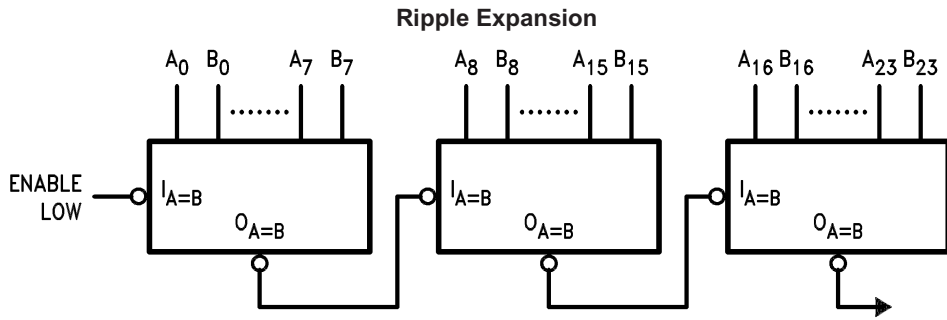 Ripple Expansion
A0 B0 ........ A7 B7 A8 B8 ........ A15 B15 A16 B16 ........ A23 B23
ENABLE
LOW
IA=B IA=B IA=B
OA=B OA=B OA=B